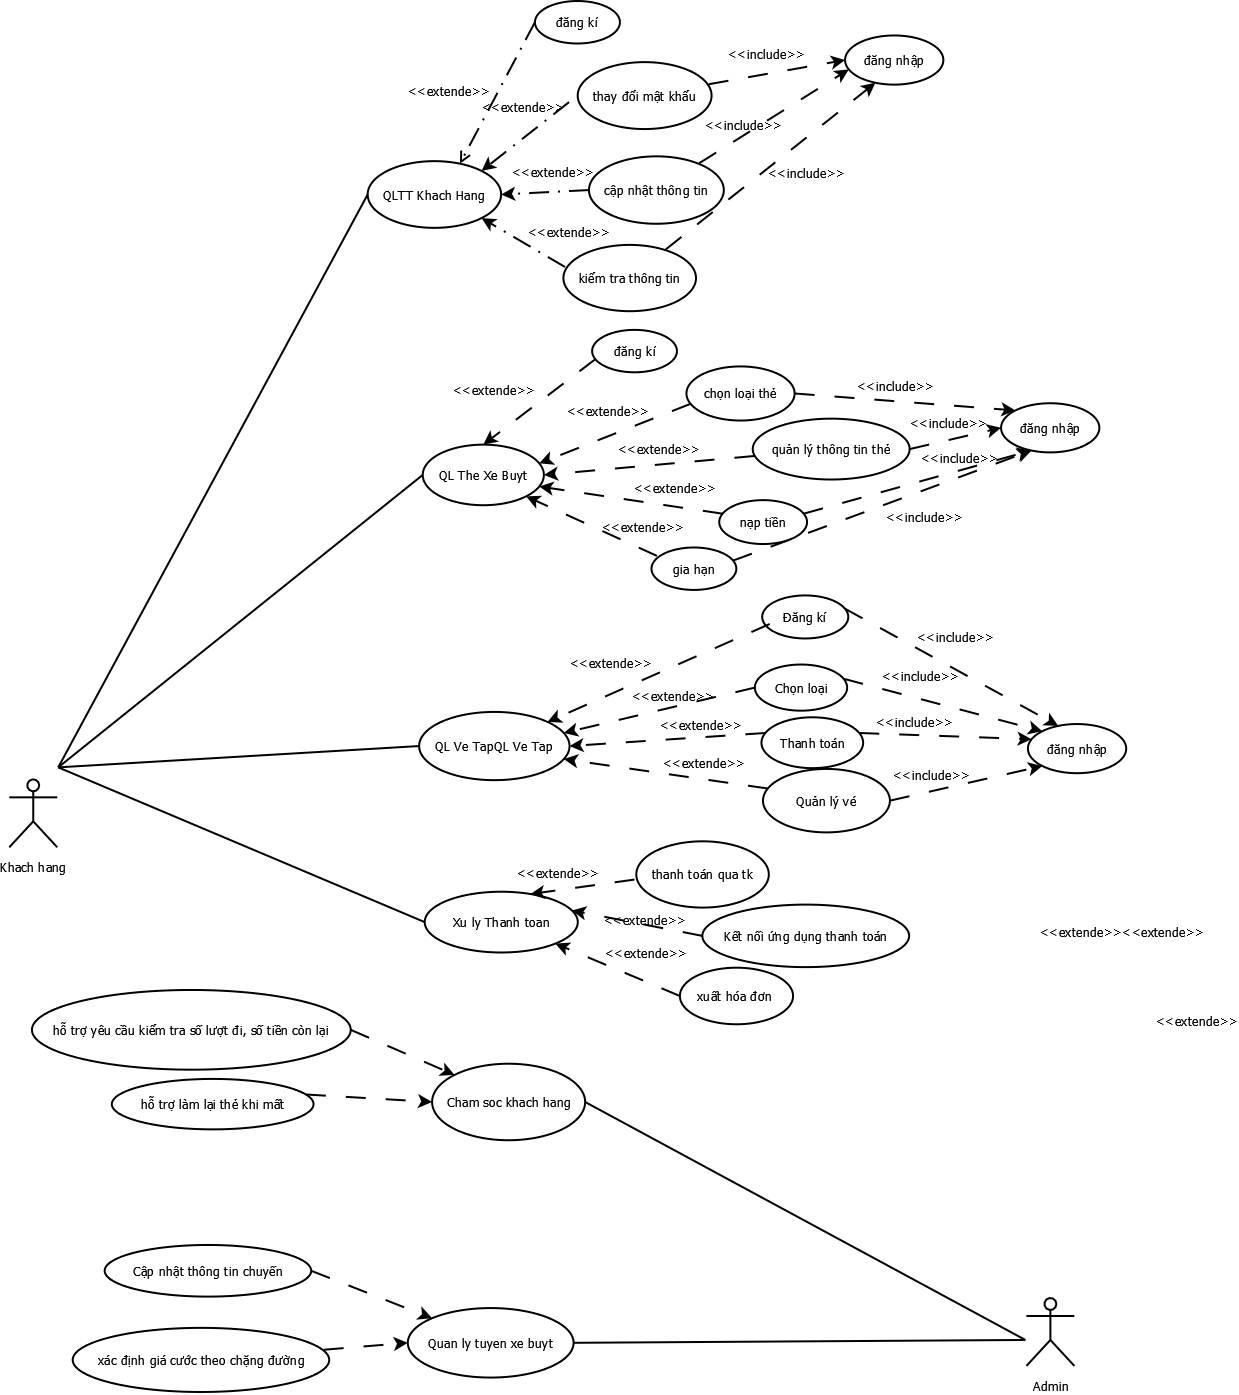 đăng kí
<<include>>
đăng nhập
<<extende>>
thay đổi mật khẩu
<<extende>>
<<include>>
<<extende>>
<<include>>
cập nhật thông tin
QLTT Khach Hang
<<extende>>
kiểm tra thông tin
đăng kí
<<extende>>
<<include>>
chọn loại thẻ
<<extende>>
<<include>>
đăng nhập
quản lý thông tin thẻ
<<extende>>
<<include>>
QL The Xe Buyt
<<extende>>
<<include>>
nạp tiền
<<extende>>
gia hạn
Đăng kí
<<include>>
<<extende>>
<<include>>
Chọn loại
<<extende>>
<<include>>
<<extende>>
Thanh toán
QL Ve TapQL Ve Tap
đăng nhập
<<extende>>
<<include>>
Quản lý vé
Khach hang
<<extende>>
thanh toán qua tk
<<extende>>
Xu ly Thanh toan
Kết nối ứng dụng thanh toán
<<extende>><<extende>>
<<extende>>
xuất hóa đơn
<<extende>>
hỗ trợ yêu cầu kiểm tra số lượt đi, số tiền còn lại
hỗ trợ làm lại thẻ khi mất
Cham soc khach hang
Cập nhật thông tin chuyến
Quan ly tuyen xe buyt
xác định giá cước theo chặng đường
Admin